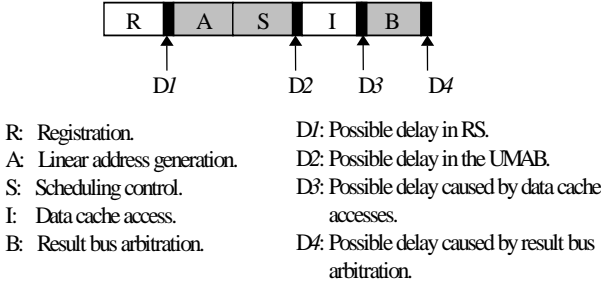 R A S I B
D1 D2 D3 D4
R: Registration.
A: Linear address generation.
S: Scheduling control.
I: Data cache access.
B: Result bus arbitration.
D1: Possible delay in RS.
D2: Possible delay in the UMAB.
D3: Possible delay caused by data cache
accesses.
D4: Possible delay caused by result bus
arbitration.